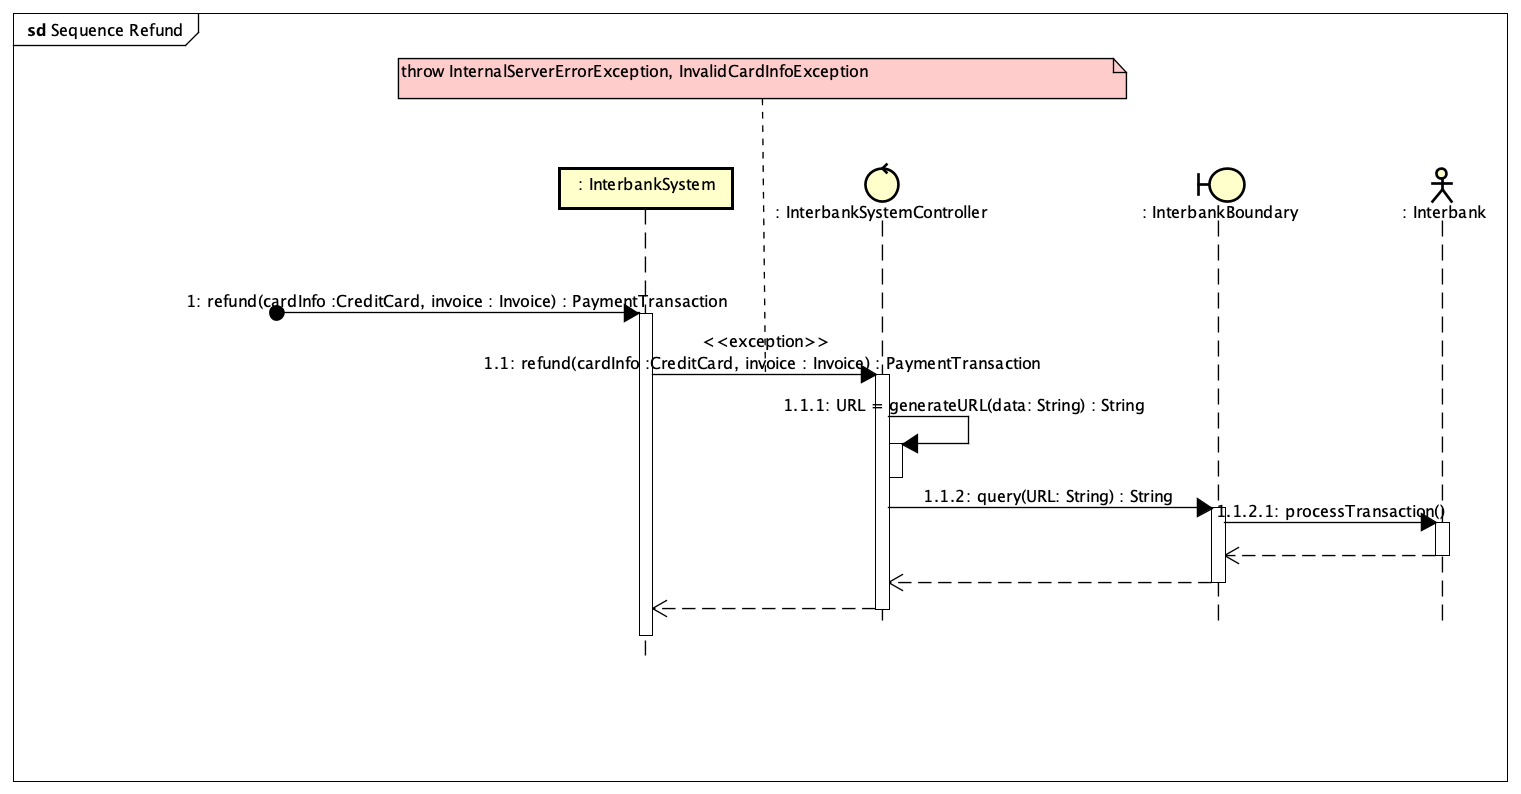 sd Sequence Refund
throw InternalServerErrorException, InvalidCardInfoException
: InterbankSystem
: InterbankSystemController
: InterbankBoundary
: Interbank
1: refund(cardInfo :CreditCard, invoice : Invoice) : PaymentTransaction
<<exception>>
1.1: refund(cardInfo :CreditCard, invoice : Invoice) : PaymentTransaction
1.1.1: URL = generateURL(data: String) : String
1.1.2: query(URL: String) : String
1.1.2.1: processTransaction()